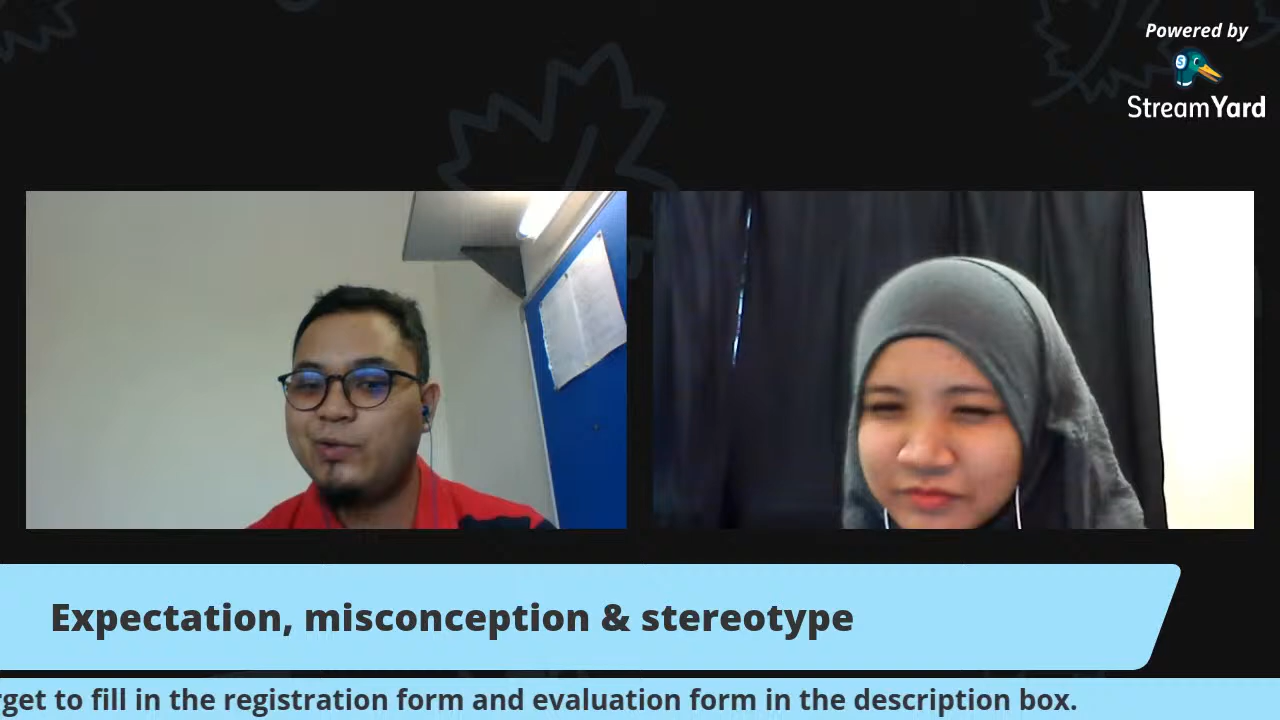 Powered by
StreamYard
Expectation, misconception & stereotype
rget to fill in the registration form and evaluation form in the description box.